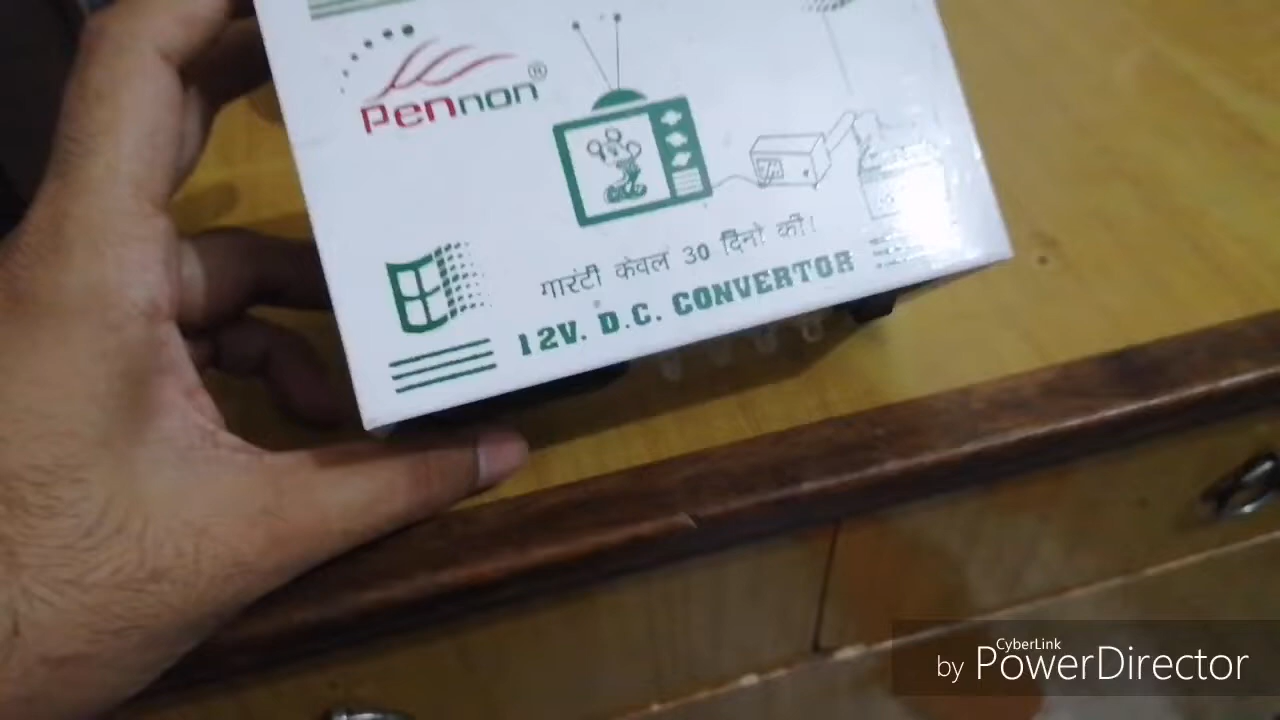 Pennon®
गारंटी केवल 30 दिनो की।
12V. D.C. CONVERTOR
CyberLink
by PowerDirector